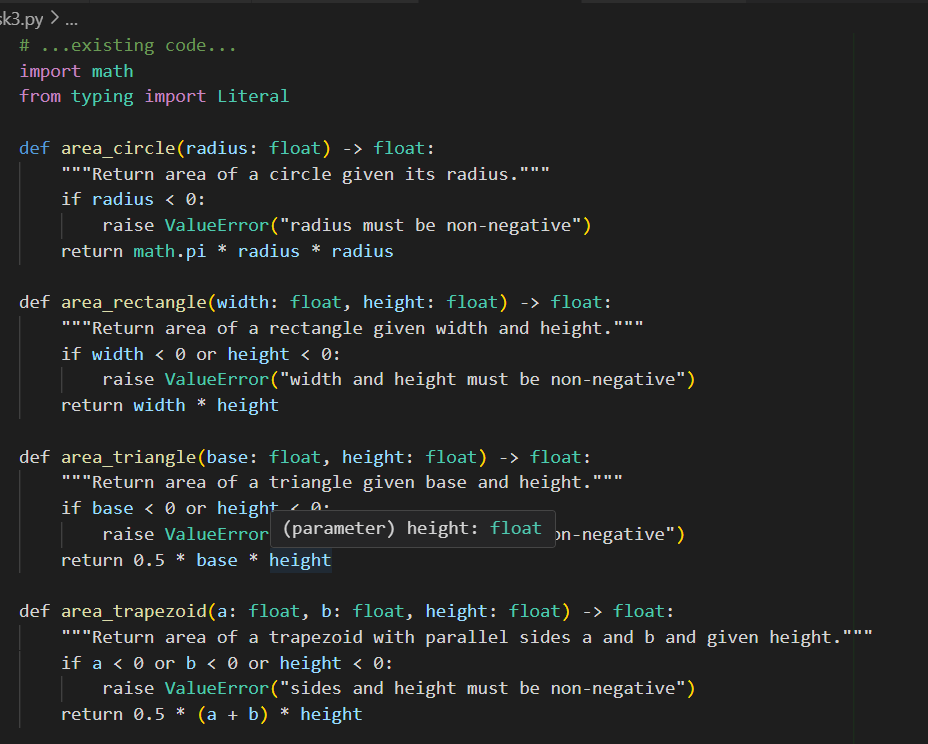 sk3.py > ...
# ...existing code...
import math
from typing import Literal

def area_circle(radius: float) -> float:
    """Return area of a circle given its radius."""
    if radius < 0:
        raise ValueError("radius must be non-negative")
    return math.pi * radius * radius

def area_rectangle(width: float, height: float) -> float:
    """Return area of a rectangle given width and height."""
    if width < 0 or height < 0:
        raise ValueError("width and height must be non-negative")
    return width * height

def area_triangle(base: float, height: float) -> float:
    """Return area of a triangle given base and height."""
    if base < 0 or height < 0:
        raise ValueError
(parameter) height: float
on-negative")
    return 0.5 * base * height

def area_trapezoid(a: float, b: float, height: float) -> float:
    """Return area of a trapezoid with parallel sides a and b and given height."""
    if a < 0 or b < 0 or height < 0:
        raise ValueError("sides and height must be non-negative")
    return 0.5 * (a + b) * height